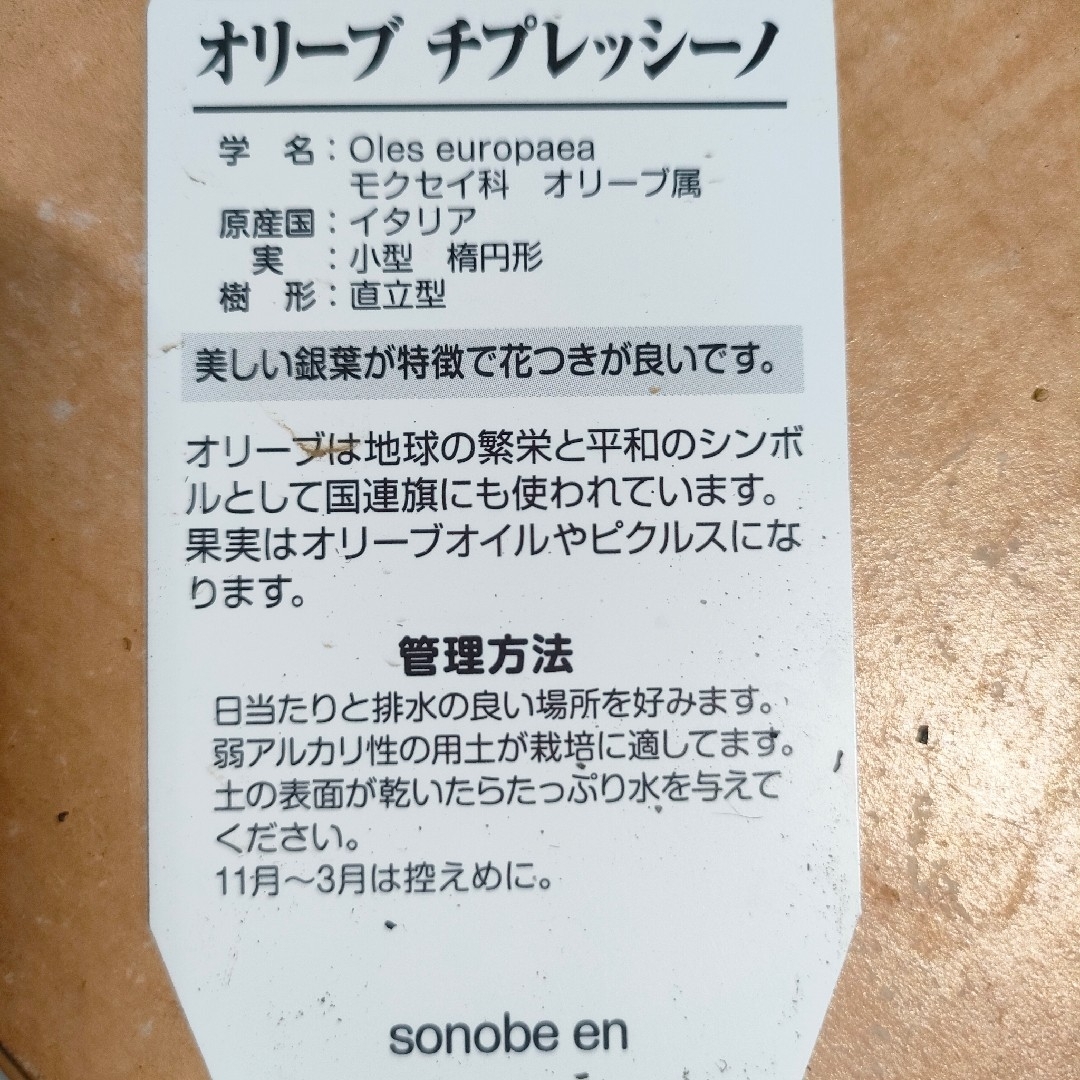 オリーブ チプレッシーノ
学 名：Oles europaea
モクセイ科 オリーブ属
原産国：イタリア
実 ：小型 楕円形
樹 形：直立型
美しい銀葉が特徴で花つきが良いです。
オリーブは地球の繁栄と平和のシンボ
ルとして国連旗にも使われています。
果実はオリーブオイルやピクルスにな
ります。
管理方法
日当たりと排水の良い場所を好みます。
弱アルカリ性の用土が栽培に適してます。
土の表面が乾いたらたっぷり水を与えて
ください。
11月～3月は控えめに。
sonobe en